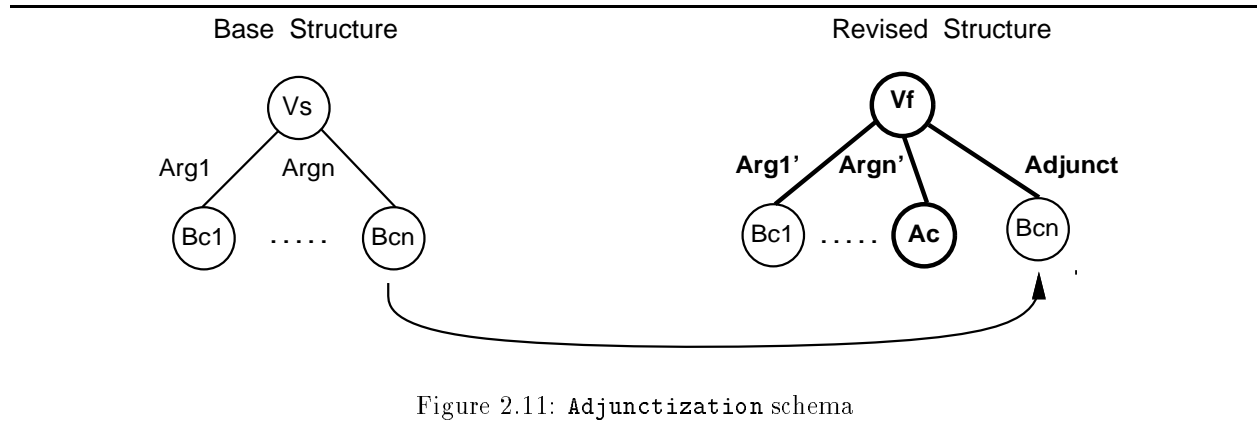 Base Structure Revised Structure
Vs Vf
Arg1 Argn Arg1’ Argn’ Adjunct
Bc1 ..... Bcn Bc1 ..... Ac Bcn
Figure 2.11: Adjunctization schema